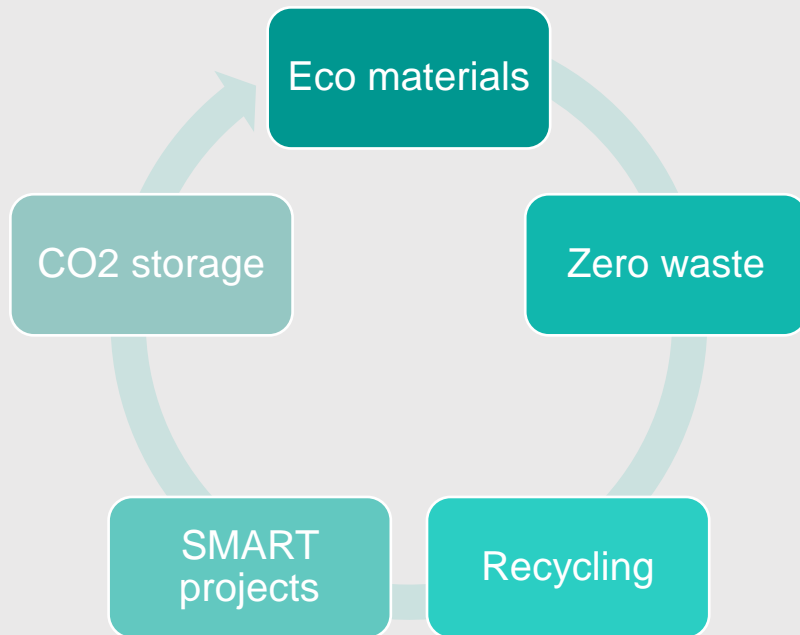 Eco materials
Zero waste
Recycling
SMART
projects
CO2 storage